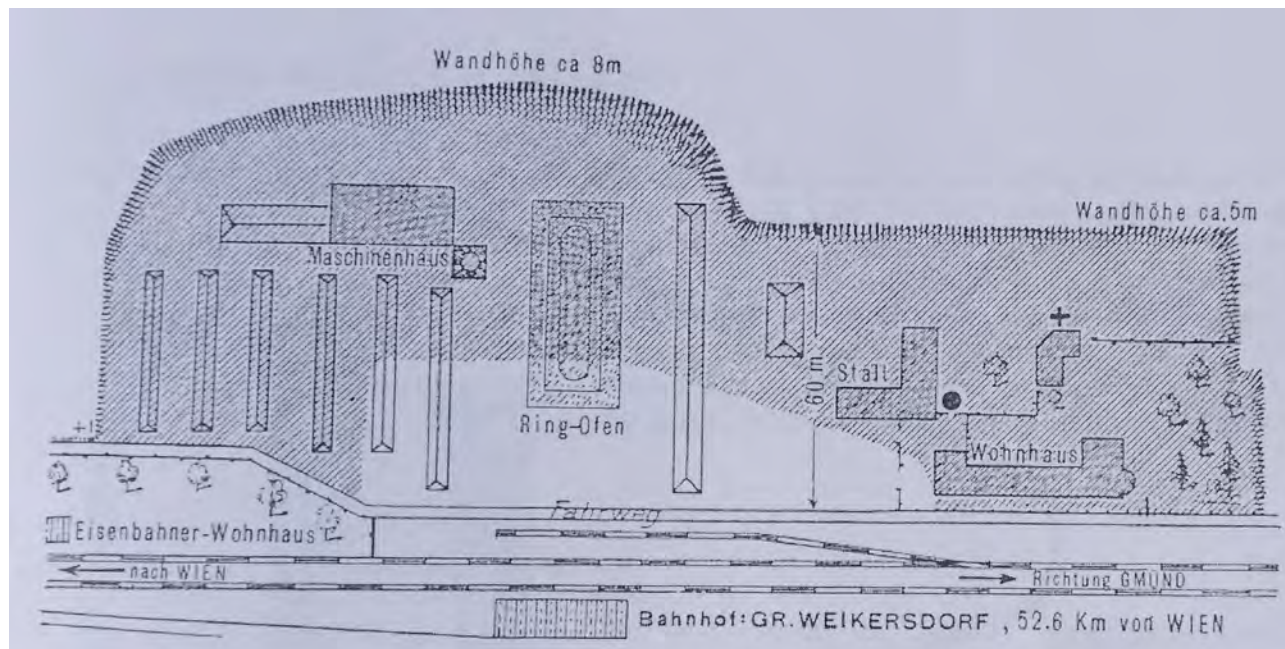 Wandhöhe ca 8m
Wandhöhe ca.5m
Maschinenhaus
60 m
Stall
Ring-Ofen
Wohnhaus
Fahrweg
Eisenbahner-Wohnhaus
nach WIEN
Richtung GMÜND
Bahnhof: GR. WEIKERSDORF , 52.6 Km von WIEN